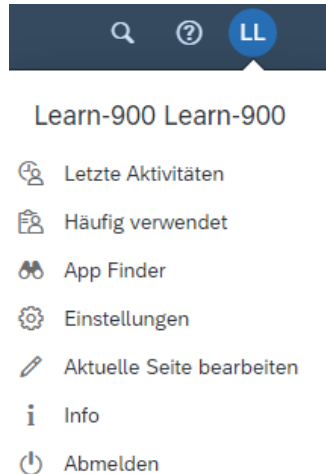 LL
Learn-900 Learn-900
Letzte Aktivitäten
Häufig verwendet
App Finder
Einstellungen
Aktuelle Seite bearbeiten
Info
Abmelden